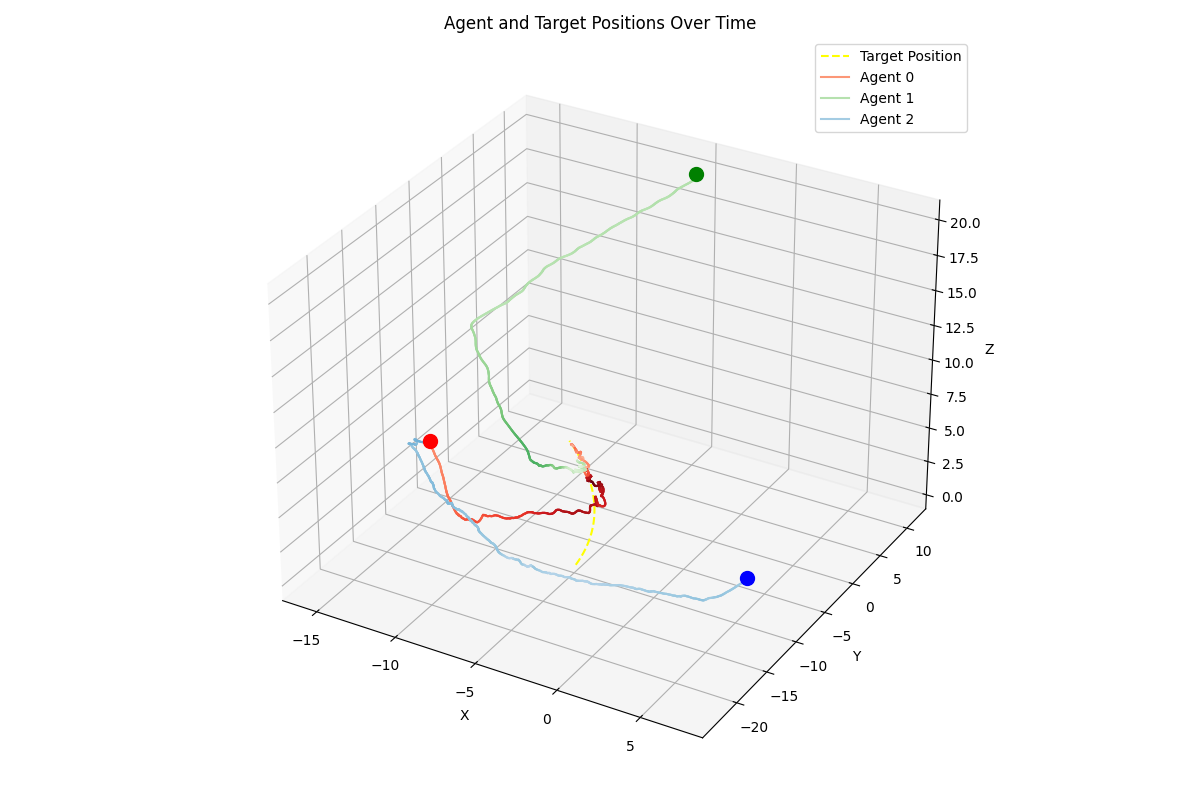 Agent and Target Positions Over Time
Target Position
Agent 0
Agent 1
Agent 2
20.0
17.5
15.0
12.5
10.0
7.5
5.0
2.5
0.0
Z
10
5
0
−5
−10
−15
−20
Y
−15
−10
−5
0
5
X